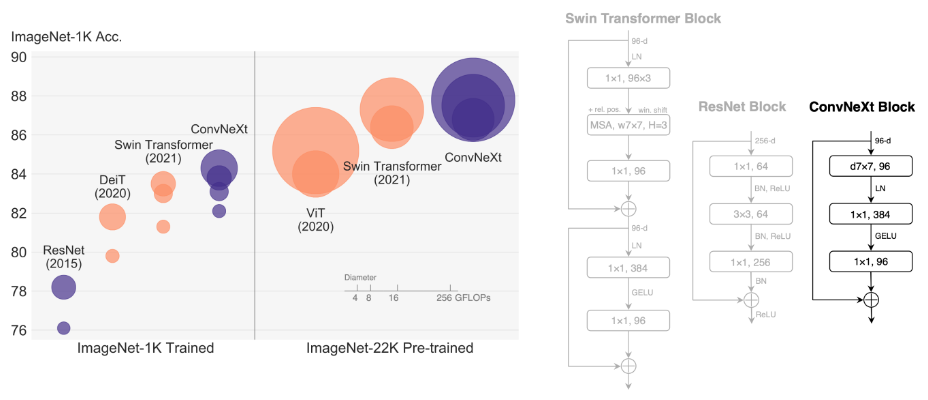 ImageNet-1K Acc.
90
88
86
84
82
80
78
76
ResNet
(2015)
DeiT
(2020)
Swin Transformer
(2021)
ConvNeXt
ViT
(2020)
Swin Transformer
(2021)
ConvNeXt
Diameter
4 8 16 256 GFLOPs
ImageNet-1K Trained
ImageNet-22K Pre-trained
Swin Transformer Block
96-d
LN
1×1, 96×3
+ rel. pos. win. shift
MSA, w7×7, H=3
1×1, 96
96-d
LN
1×1, 384
GELU
1×1, 96
ResNet Block
256-d
1×1, 64
BN, ReLU
3×3, 64
BN, ReLU
1×1, 256
BN
ReLU
ConvNeXt Block
96-d
d7×7, 96
LN
1×1, 384
GELU
1×1, 96